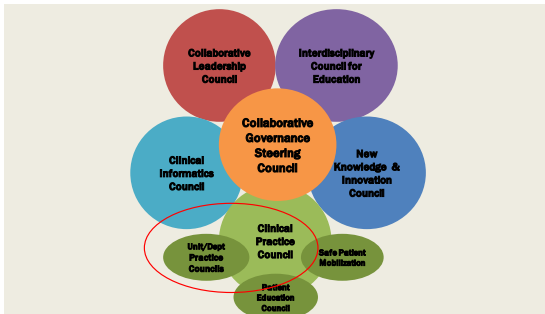 Collaborative
Leadership
Council
Interdisciplinary
Council for
Education
Collaborative
Governance
Steering
Council
Clinical
Informatics
Council
New
Knowledge &
Innovation
Council
Clinical
Practice
Council
Unit/Dept
Practice
Councils
Safe Patient
Mobilization
Patient
Education
Council